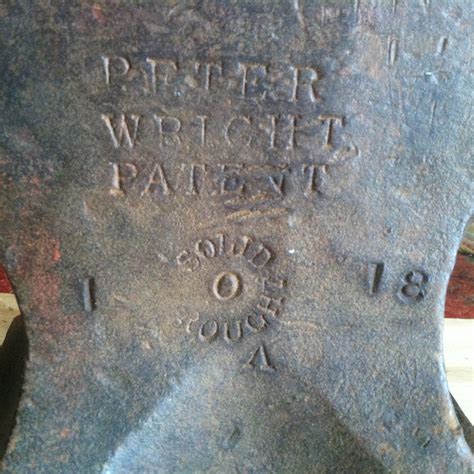 PETER
WRIGHT
PATENT
SOLID
WROUGHT
1 0 18
V